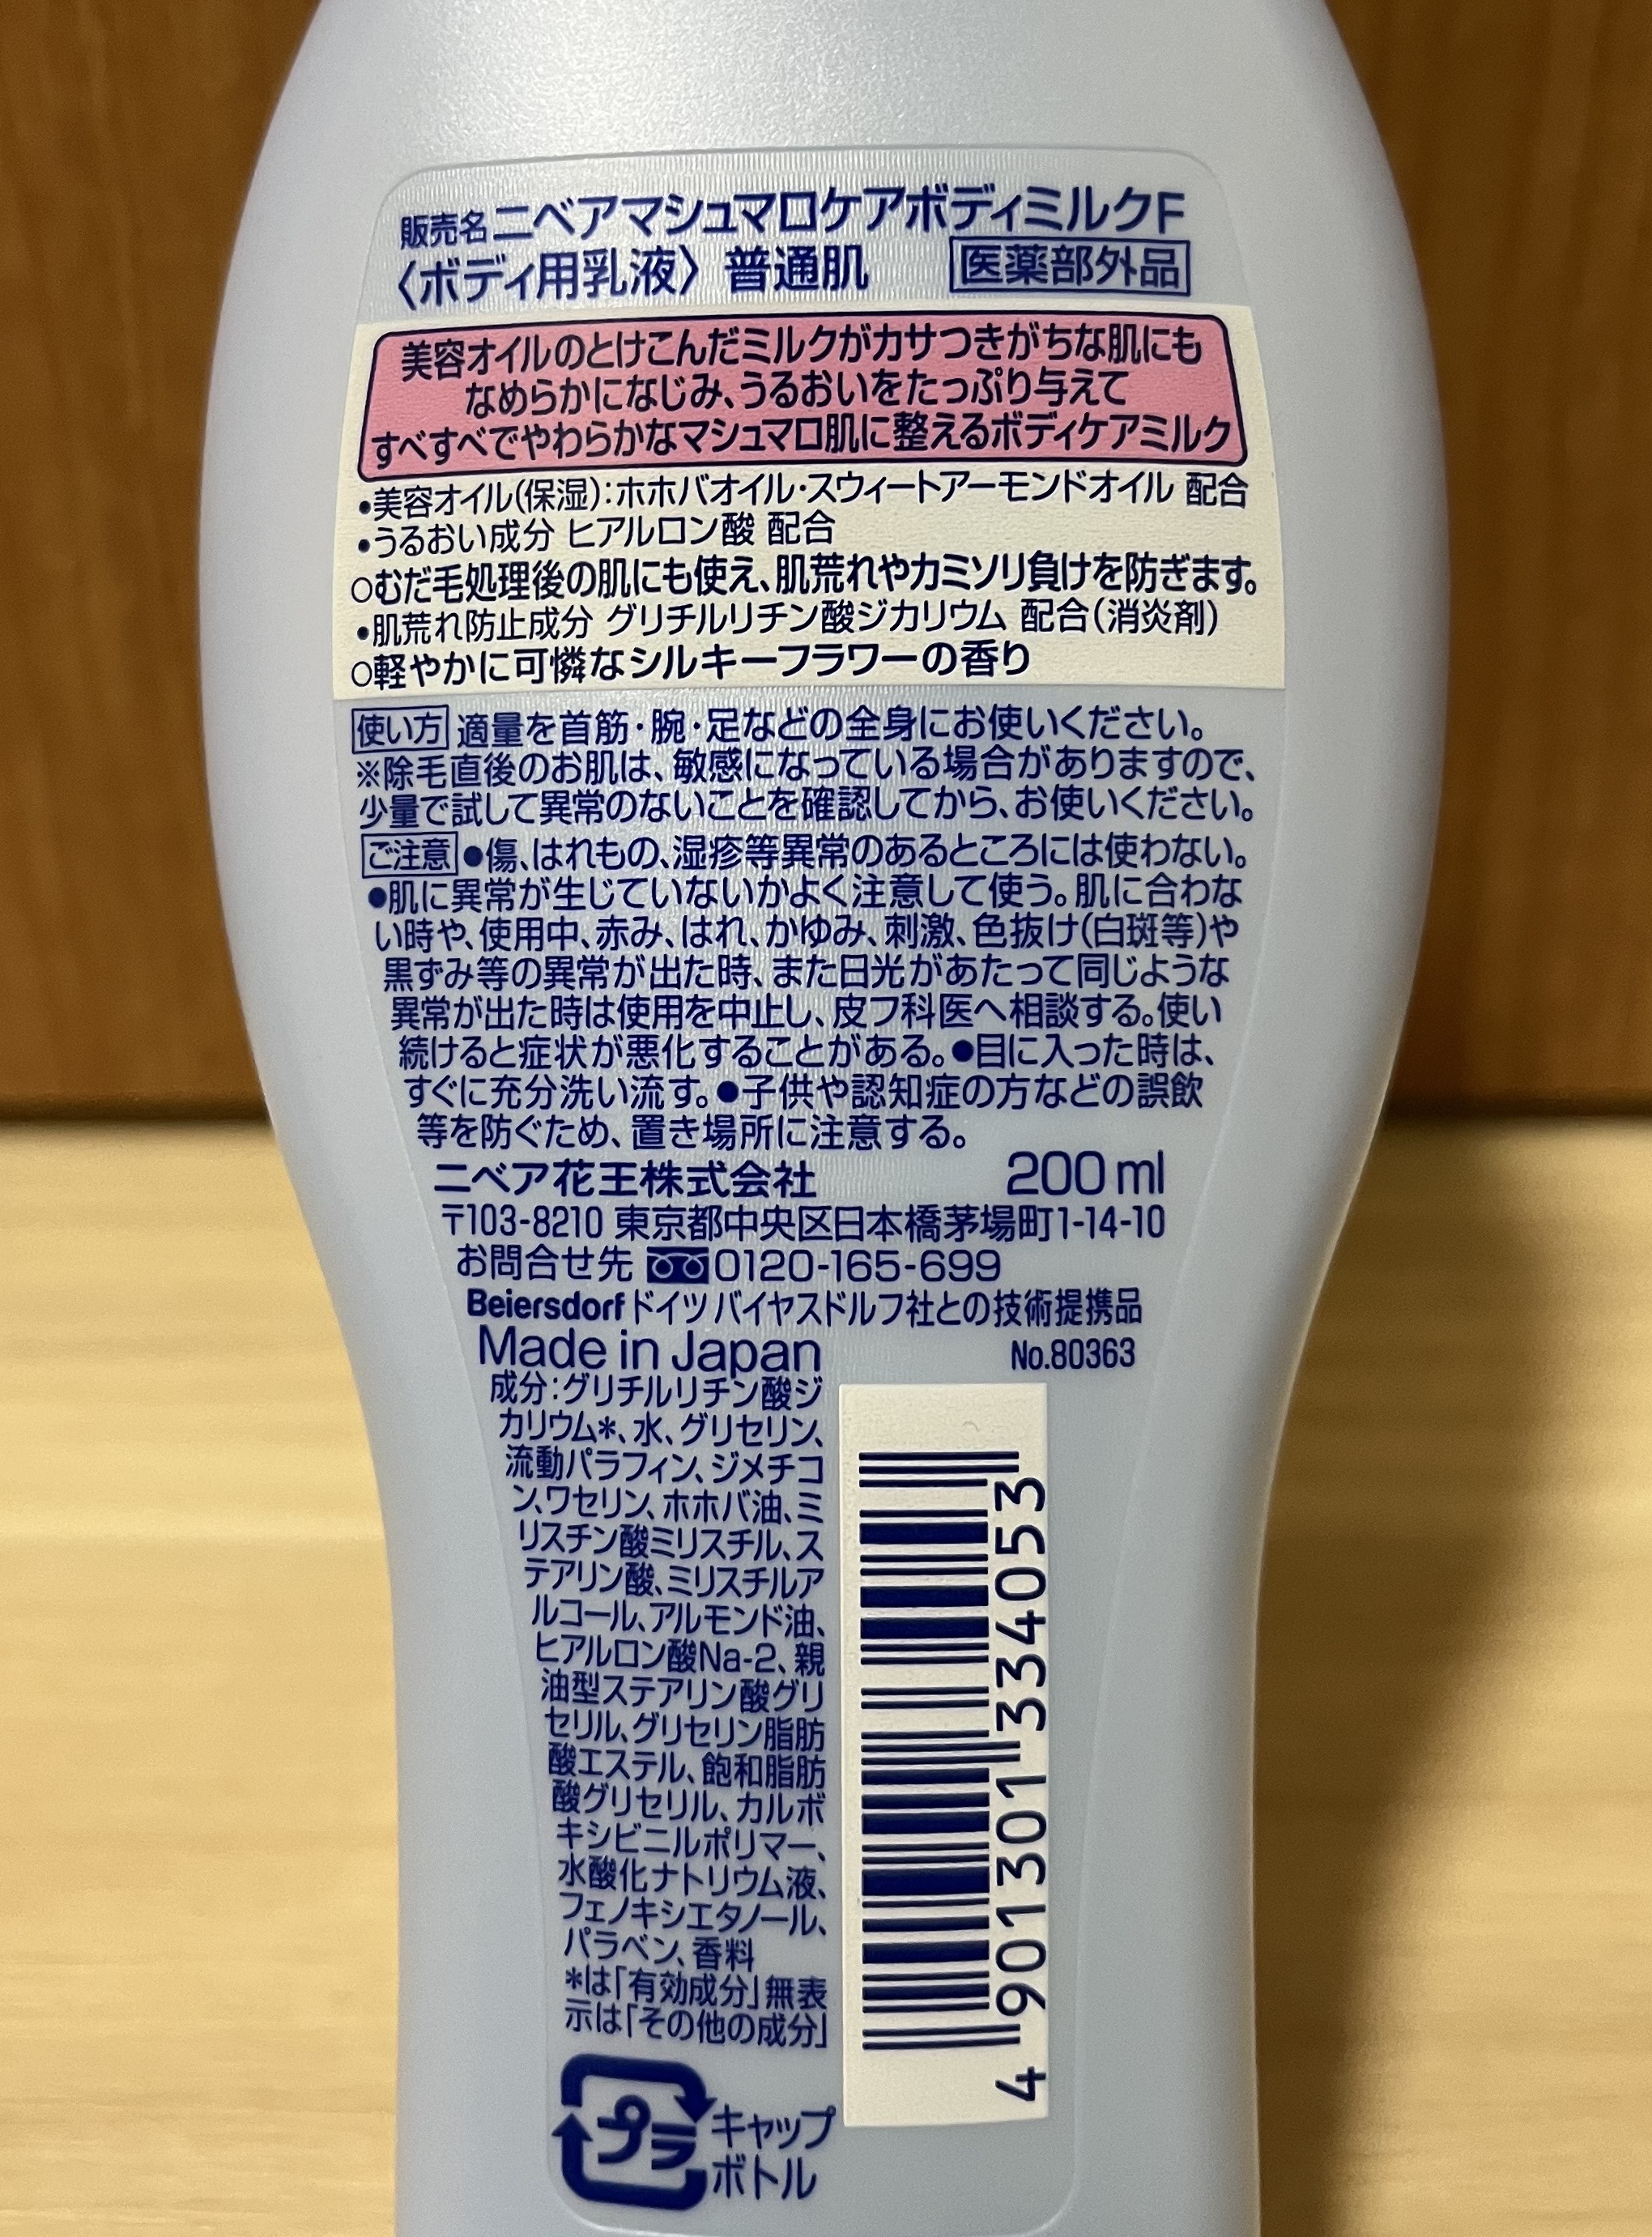 販売名ニベアマシュマロケアボディミルクF
〈ボディ用乳液〉普通肌 医薬部外品
美容オイルのとけこんだミルクがカサつきがちな肌にも
なめらかになじみ、うるおいをたっぷり与えて
すべすべでやわらかなマシュマロ肌に整えるボディケアミルク
•美容オイル(保湿):ホホバオイル・スウィートアーモンドオイル 配合
•うるおい成分 ヒアルロン酸 配合
○むだ毛処理後の肌にも使え、肌荒れやカミソリ負けを防ぎます。
•肌荒れ防止成分 グリチルリチン酸ジカリウム 配合(消炎剤)
○軽やかに可憐なシルキーフラワーの香り
使い方 適量を首筋・腕・足などの全身にお使いください。
※除毛直後のお肌は、敏感になっている場合がありますので、
少量で試して異常のないことを確認してから、お使いください。
ご注意 ●傷、はれもの、湿疹等異常のあるところには使わない。
●肌に異常が生じていないかよく注意して使う。肌に合わな
い時や、使用中、赤み、はれ、かゆみ、刺激、色抜け(白斑等)や
黒ずみ等の異常が出た時、また日光があたって同じような
異常が出た時は使用を中止し、皮フ科医へ相談する。使い
続けると症状が悪化することがある。●目に入った時は、
すぐに充分洗い流す。●子供や認知症の方などの誤飲
等を防ぐため、置き場所に注意する。
ニベア花王株式会社 200ml
〒103-8210 東京都中央区日本橋茅場町1-14-10
お問合せ先 0120-165-699
Beiersdorfドイツ バイヤスドルフ社との技術提携品
Made in Japan No.80363
成分:グリチルリチン酸ジ
カリウム*、水、グリセリン、
流動パラフィン、ジメチコ
ン、ワセリン、ホホバ油、ミ
リスチン酸ミリスチル、ス
テアリン酸、ミリスチルア
ルコール、アルモンド油、
ヒアルロン酸Na-2、親
油型ステアリン酸グリ
セリル、グリセリン脂肪
酸エステル、飽和脂肪
酸グリセリル、カルボ
キシビニルポリマー、
水酸化ナトリウム液、
フェノキシエタノール、
パラベン、香料
*は「有効成分」無表
示は「その他の成分」
4 901301 334053
プラ キャップ
ボトル